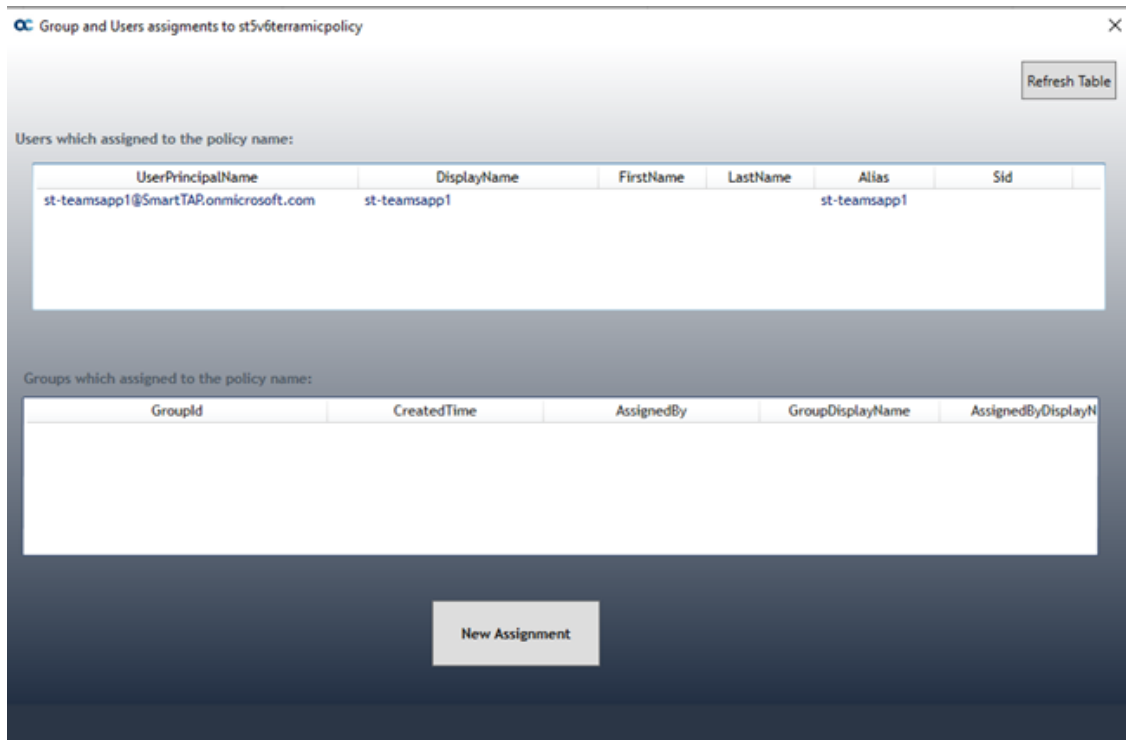 Group and Users assigments to st5v6terramicpolicy
Refresh Table
Users which assigned to the policy name:
UserPrincipalName DisplayName FirstName LastName Alias Sid
st-teamsapp1@SmartTAP.onmicrosoft.com st-teamsapp1 st-teamsapp1
Groups which assigned to the policy name:
GroupId CreatedTime AssignedBy GroupDisplayName AssignedByDisplayN
New Assignment